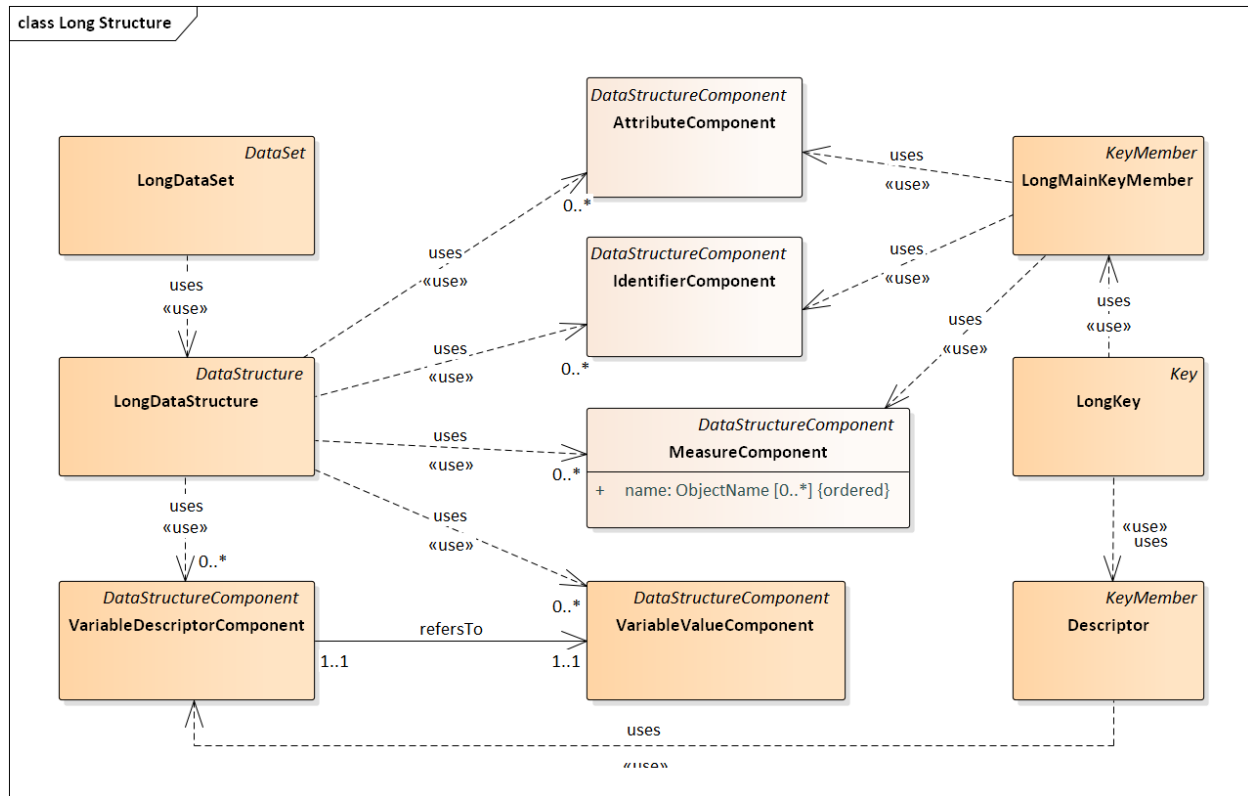 class Long Structure
DataStructureComponent
AttributeComponent
DataSet
LongDataSet
KeyMember
LongMainKeyMember
uses
«use»
0..*
uses
«use»
DataStructureComponent
IdentifierComponent
uses
«use»
uses
«use»
0..*
uses
«use»
uses
«use»
uses
«use»
DataStructure
LongDataStructure
Key
LongKey
DataStructureComponent
MeasureComponent
+ name: ObjectName [0..*] {ordered}
uses
«use»
0..*
uses
«use»
0..*
uses
«use»
0..*
«use»
uses
DataStructureComponent
VariableDescriptorComponent
refersTo
1..1
1..1
DataStructureComponent
VariableValueComponent
KeyMember
Descriptor
uses
«use»